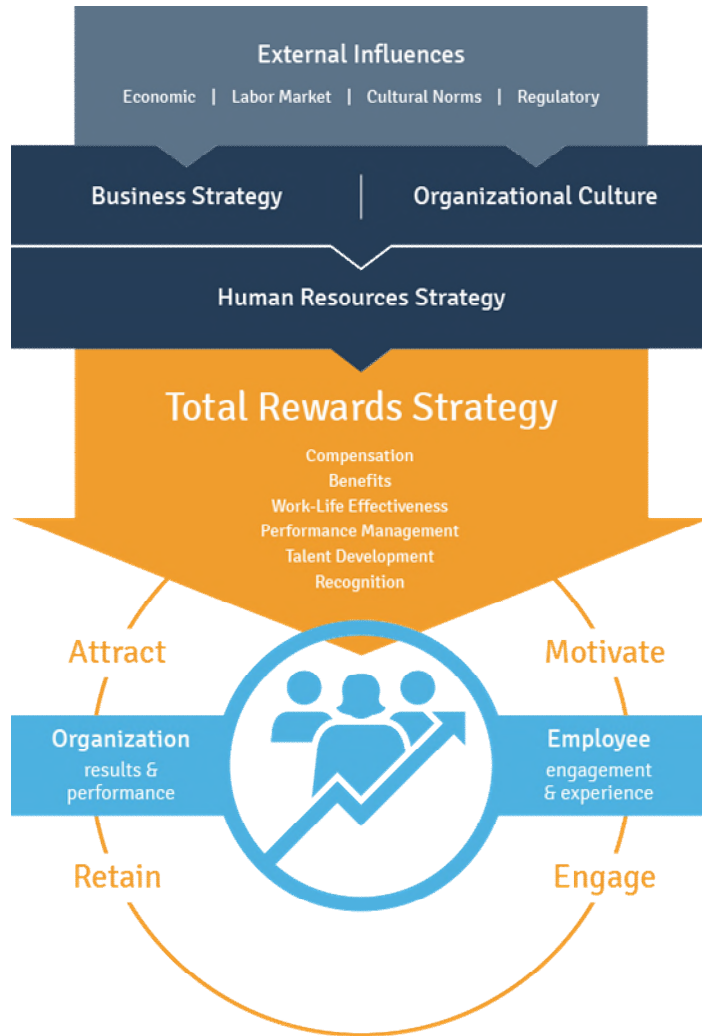 External Influences
Economic | Labor Market | Cultural Norms | Regulatory
Business Strategy | Organizational Culture
Human Resources Strategy
Total Rewards Strategy
Compensation
Benefits
Work-Life Effectiveness
Performance Management
Talent Development
Recognition
Attract
Motivate
Organization
results &
performance
Employee
engagement
& experience
Retain
Engage